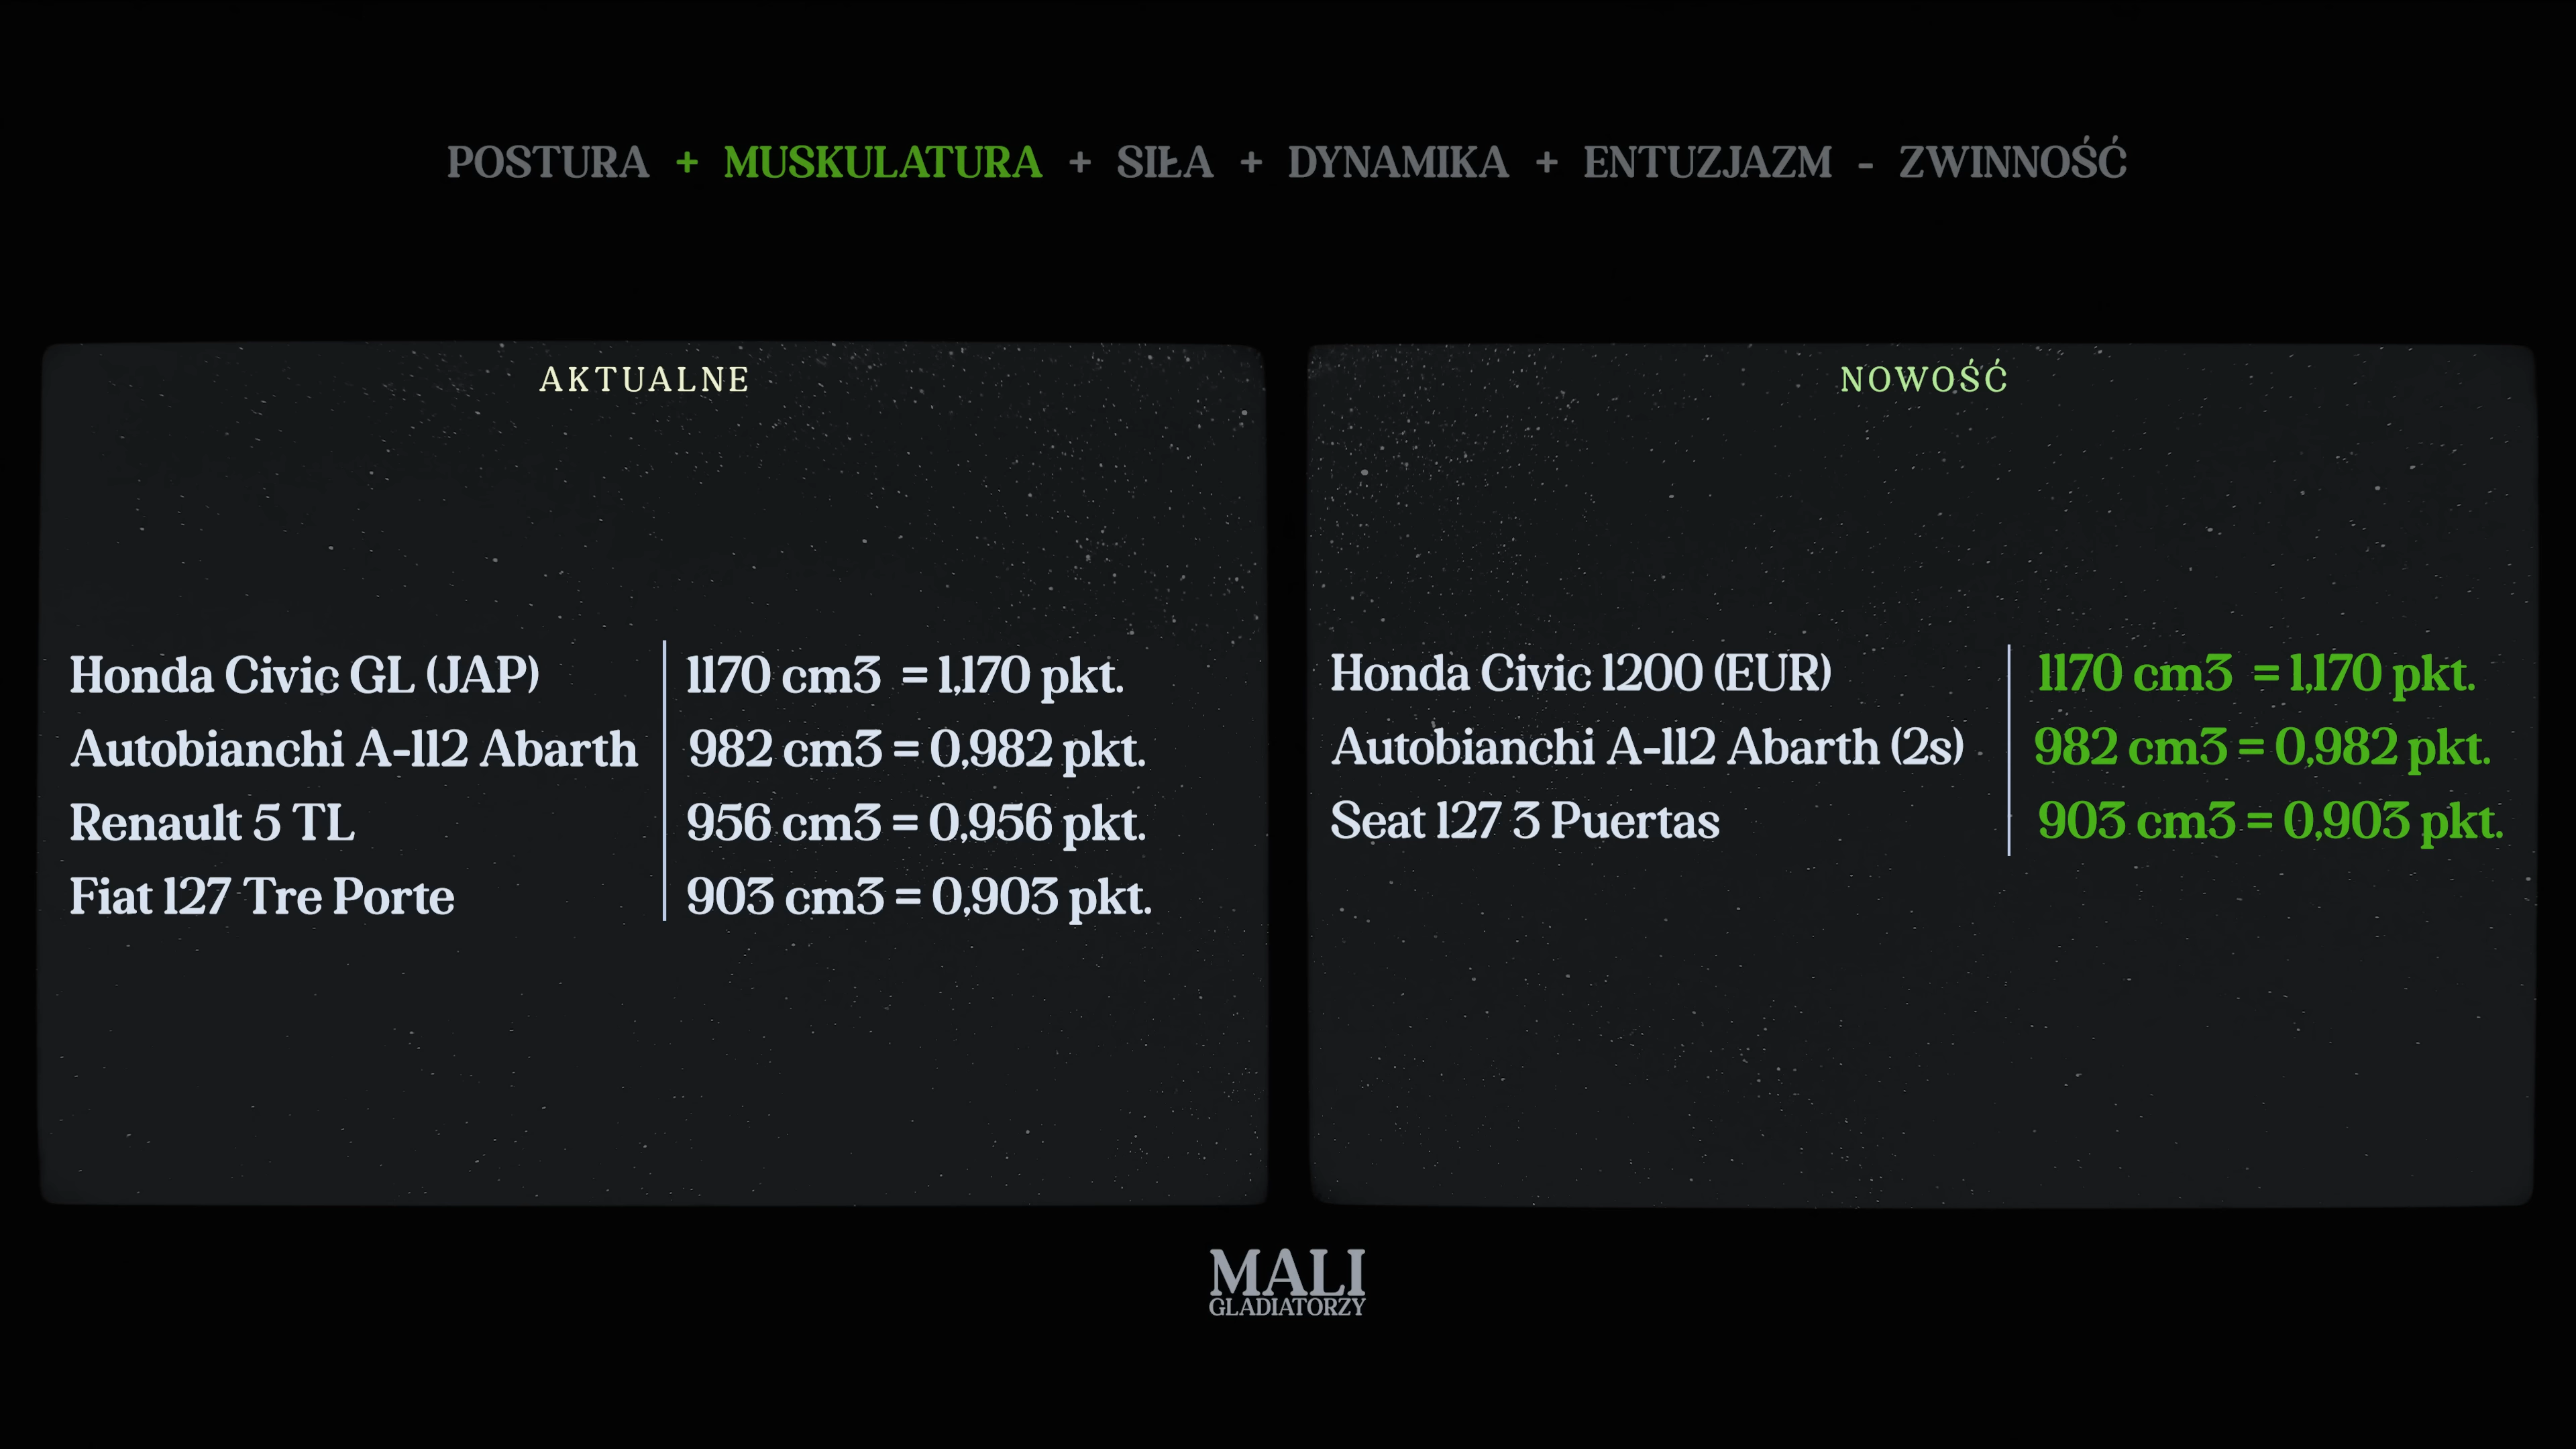 POSTURA + MUSKULATURA + SIŁA + DYNAMIKA + ENTUZJAZM - ZWINNOŚĆ
AKTUALNE
Honda Civic GL (JAP) 1170 cm3 = 1,170 pkt.
Autobianchi A-112 Abarth 982 cm3 = 0,982 pkt.
Renault 5 TL 956 cm3 = 0,956 pkt.
Fiat 127 Tre Porte 903 cm3 = 0,903 pkt.
NOWOŚĆ
Honda Civic 1200 (EUR) 1170 cm3 = 1,170 pkt.
Autobianchi A-112 Abarth (2s) 982 cm3 = 0,982 pkt.
Seat 127 3 Puertas 903 cm3 = 0,903 pkt.
MALI
GLADIATORZY